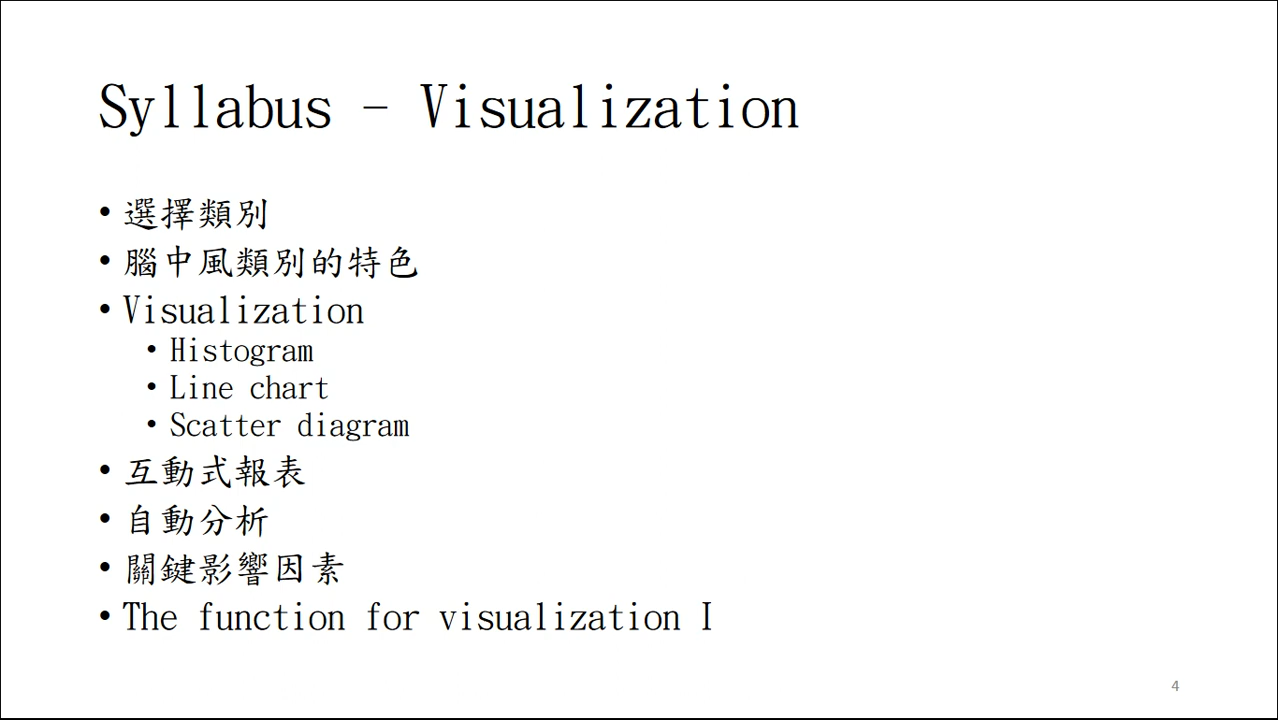 Syllabus - Visualization
• 選擇類別
• 腦中風類別的特色
• Visualization
• Histogram
• Line chart
• Scatter diagram
• 互動式報表
• 自動分析
• 關鍵影響因素
• The function for visualization I
4